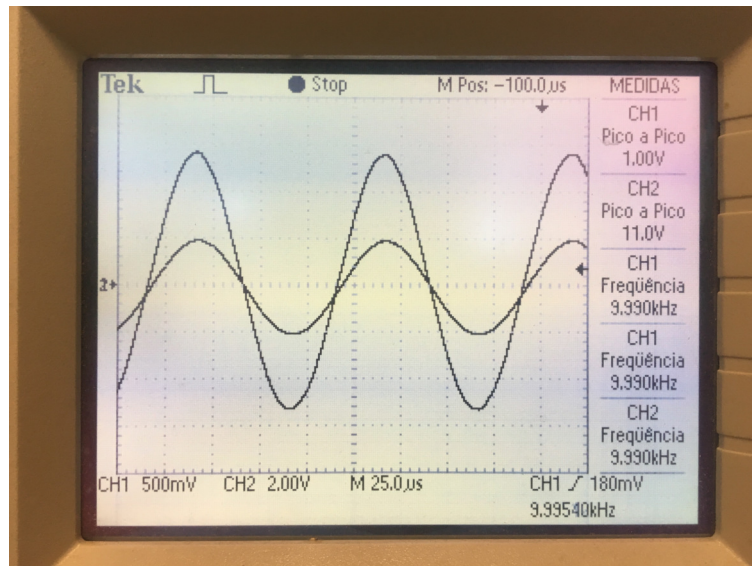 Tek Stop M Pos: -100.0µs MEDIDAS
CH1
Pico a Pico
1.00V
CH2
Pico a Pico
11.0V
CH1
Freqüência
9.990kHz
CH1
Freqüência
9.990kHz
CH2
Freqüência
9.990kHz
2
CH1 500mV CH2 2.00V M 25.0µs CH1 180mV
9.99540kHz